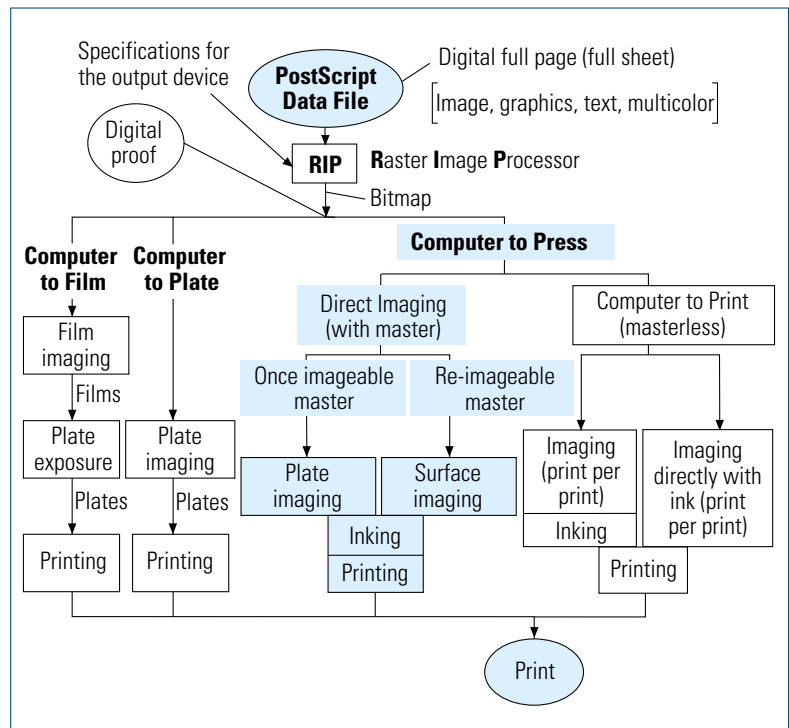 Specifications for
the output device
PostScript
Data File
Digital full page (full sheet)
[Image, graphics, text, multicolor]
Digital
proof
RIP
Raster Image Processor
Bitmap
Computer
to Film
Computer
to Plate
Computer to Press
Direct Imaging
(with master)
Computer to Print
(masterless)
Film
imaging
Films
Once imageable
master
Re-imageable
master
Plate
exposure
Plate
imaging
Plate
imaging
Surface
imaging
Imaging
(print per
print)
Inking
Imaging
directly with
ink (print
per print)
Plates
Plates
Inking
Printing
Printing
Printing
Printing
Print